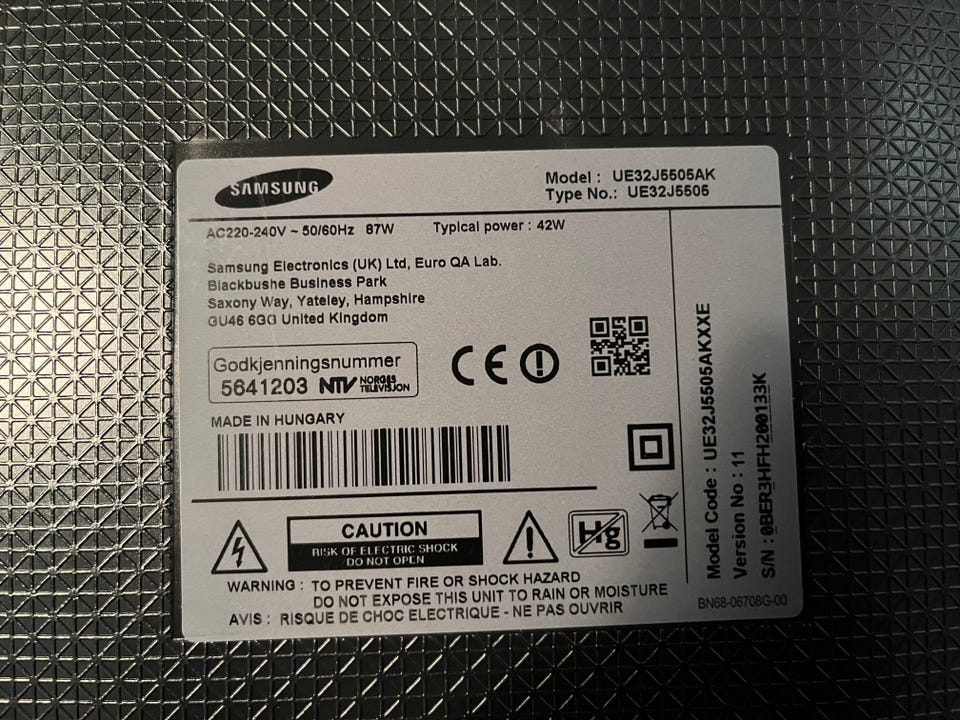 SAMSUNG
Model : UE32J5505AK
Type No.: UE32J5505
AC220-240V ~ 50/60Hz 87W Typical power : 42W
Samsung Electronics (UK) Ltd, Euro QA Lab.
Blackbushe Business Park
Saxony Way, Yateley, Hampshire
GU46 6GG United Kingdom
Godkjenningsnummer
5641203 NTV NORGES TELEVISJON
CE
MADE IN HUNGARY
CAUTION
RISK OF ELECTRIC SHOCK
DO NOT OPEN
Hg
WARNING : TO PREVENT FIRE OR SHOCK HAZARD
DO NOT EXPOSE THIS UNIT TO RAIN OR MOISTURE
AVIS : RISQUE DE CHOC ELECTRIQUE - NE PAS OUVRIR
Model Code : UE32J5505AKXXE
Version No : 11
S/N : 0BER3HFH200133K
BN68-06708G-00